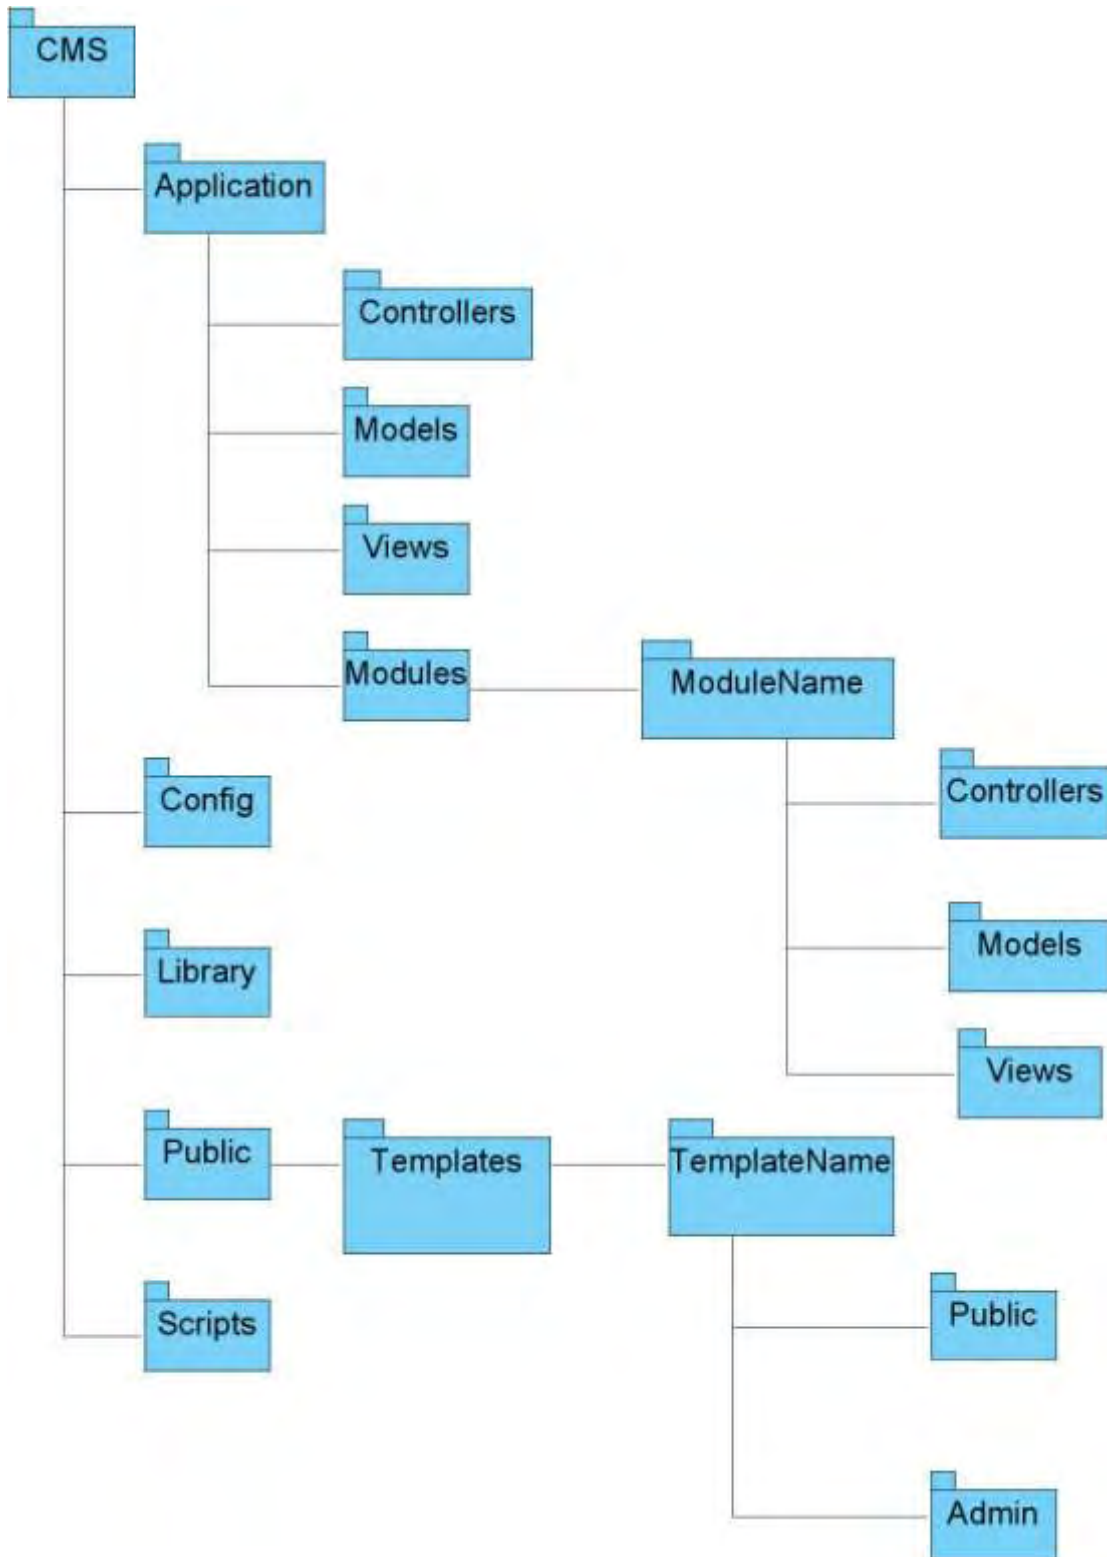 CMS
Application
Controllers
Models
Views
Modules
ModuleName
Controllers
Config
Models
Library
Views
Public
Templates
TemplateName
Public
Scripts
Admin